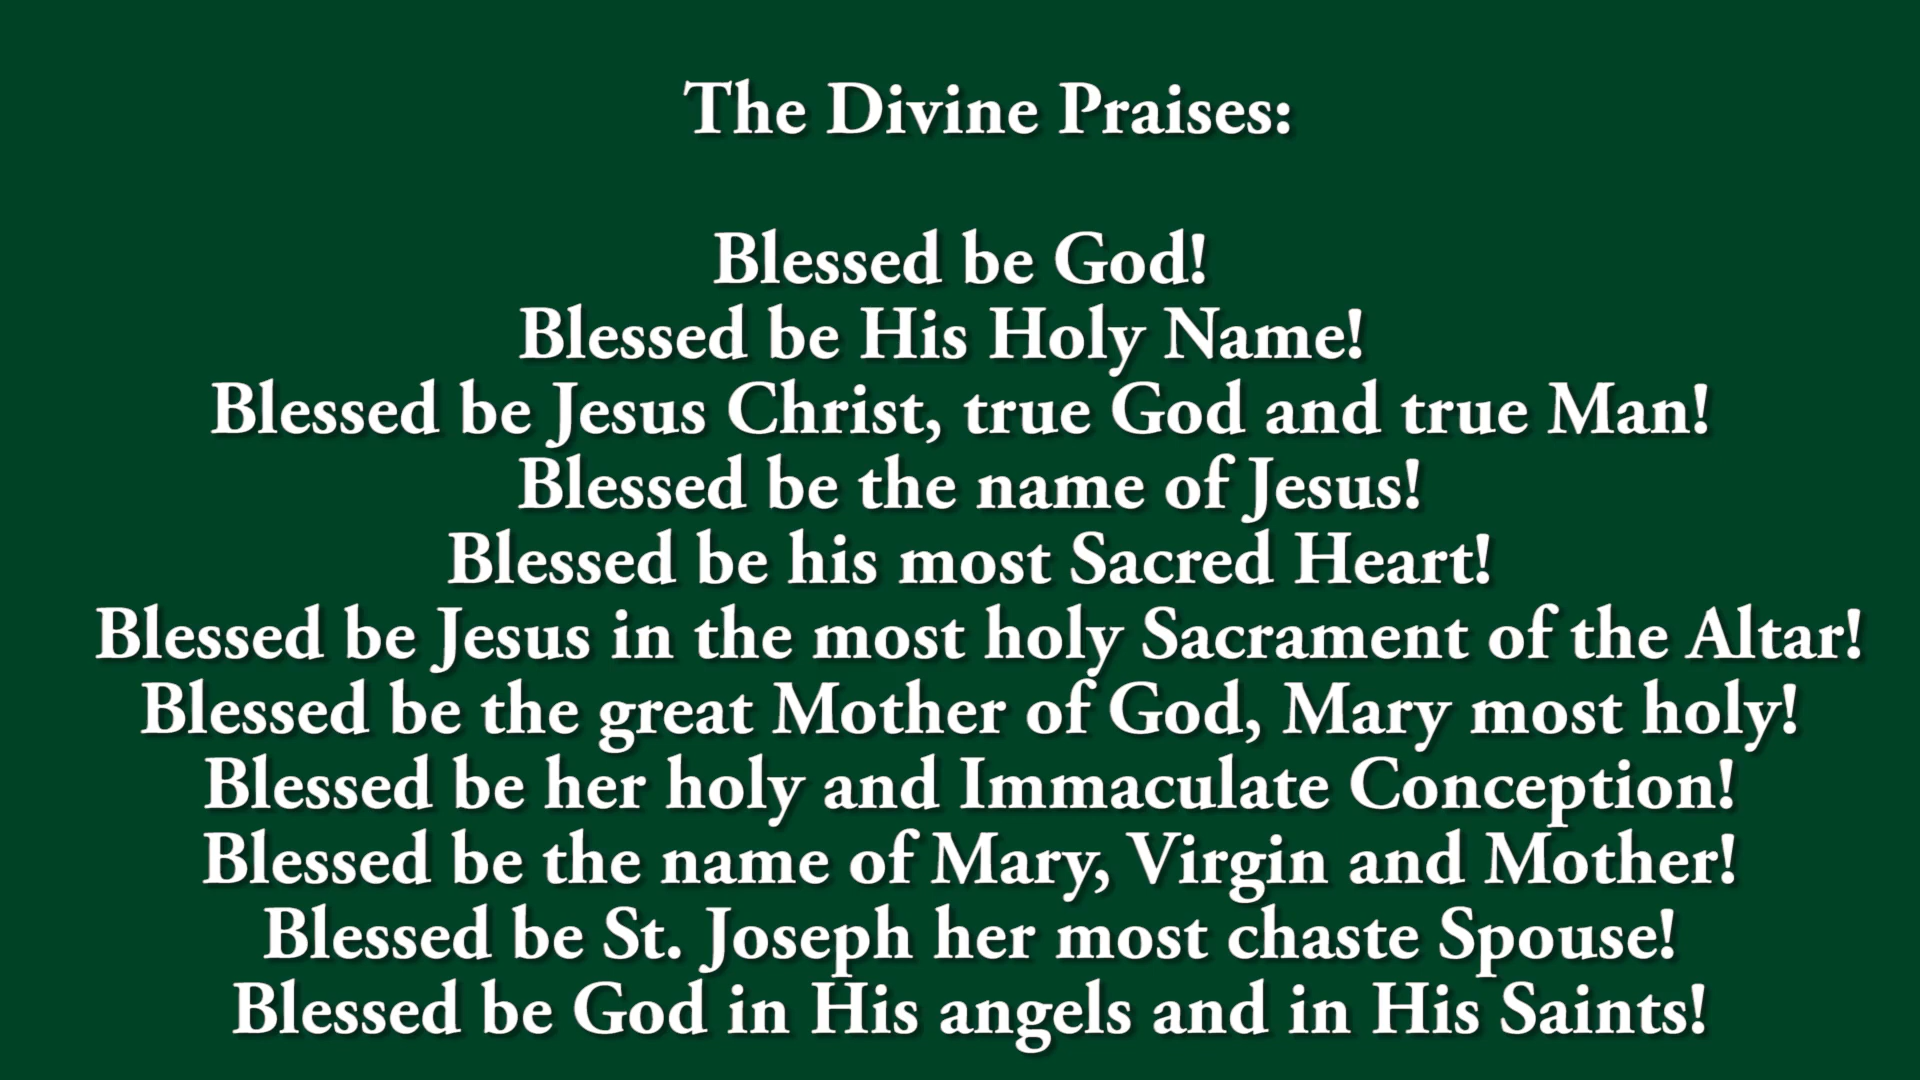 The Divine Praises:
Blessed be God!
Blessed be His Holy Name!
Blessed be Jesus Christ, true God and true Man!
Blessed be the name of Jesus!
Blessed be his most Sacred Heart!
Blessed be Jesus in the most holy Sacrament of the Altar!
Blessed be the great Mother of God, Mary most holy!
Blessed be her holy and Immaculate Conception!
Blessed be the name of Mary, Virgin and Mother!
Blessed be St. Joseph her most chaste Spouse!
Blessed be God in His angels and in His Saints!